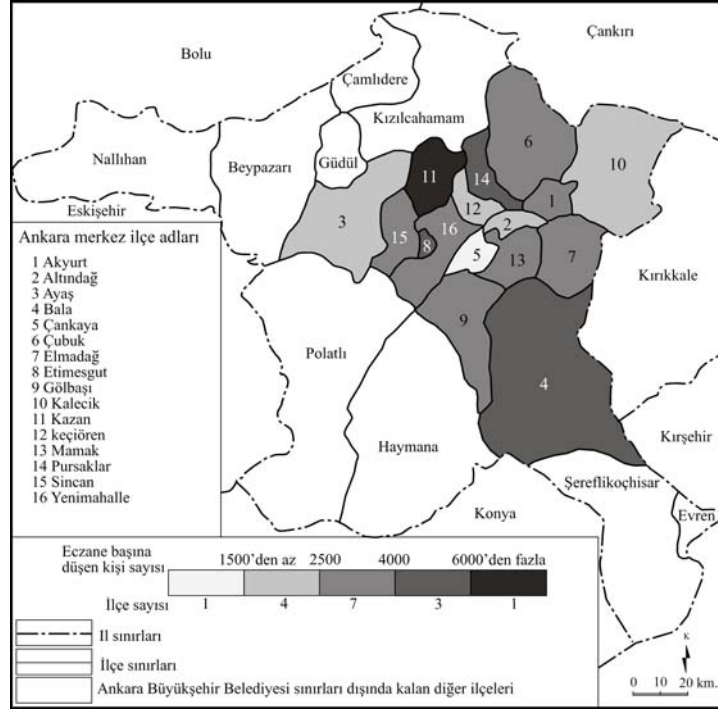 Bolu
Çankırı
Çamlıdere
Kızılcahamam
Nallıhan
Beypazarı
Güdül
Eskişehir
6
10
11
14
1
12
2
3
15
16
8
5
13
7
Kırıkkale
9
4
Polatlı
Haymana
Kırşehir
Şereflikoçhisar
Konya
Evren
Ankara merkez ilçe adları
1 Akyurt
2 Altındağ
3 Ayaş
4 Bala
5 Çankaya
6 Çubuk
7 Elmadağ
8 Etimesgut
9 Gölbaşı
10 Kalecik
11 Kazan
12 keçiören
13 Mamak
14 Pursaklar
15 Sincan
16 Yenimahalle
Eczane başına
düşen kişi sayısı
1500’den az 2500 4000 6000’den fazla
İlçe sayısı 1 4 7 3 1
Il sınırları
İlçe sınırları
Ankara Büyükşehir Belediyesi sınırları dışında kalan diğer ilçeleri
K
0 10 20 km.